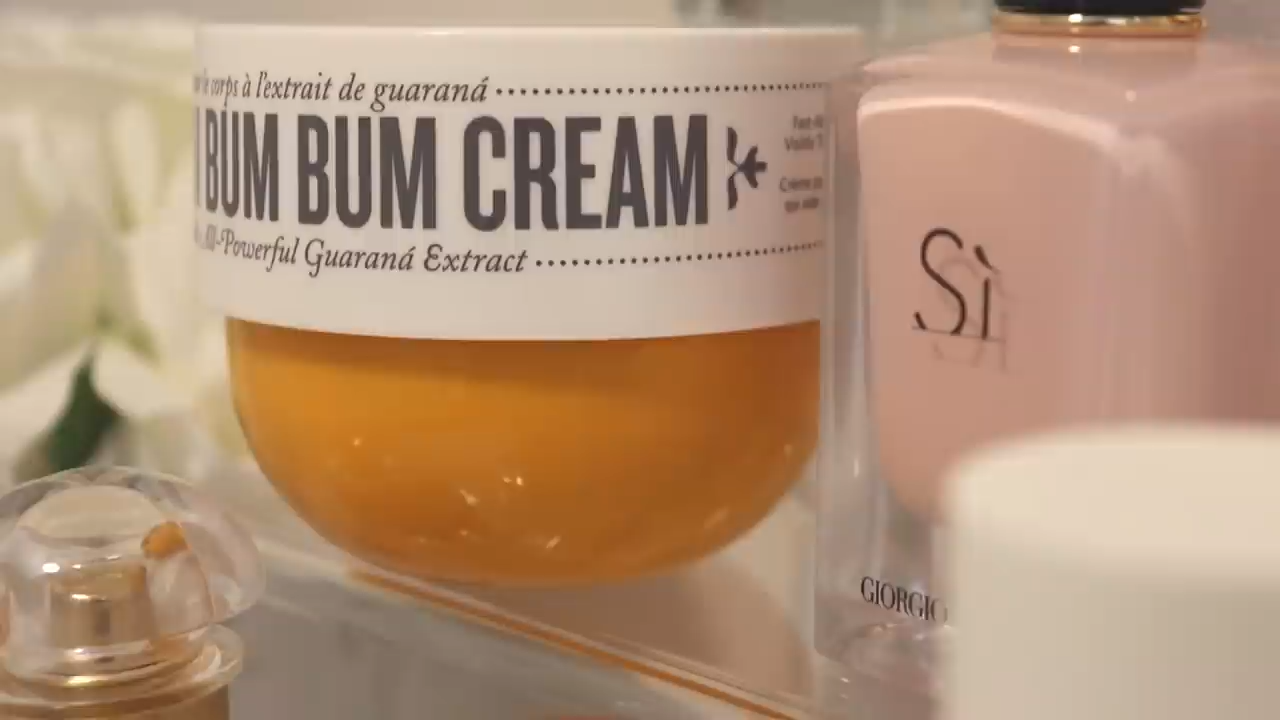 corps à l'extrait de guaraná
BUM BUM CREAM
All-Powerful Guaraná Extract
Sì
GIORGIO